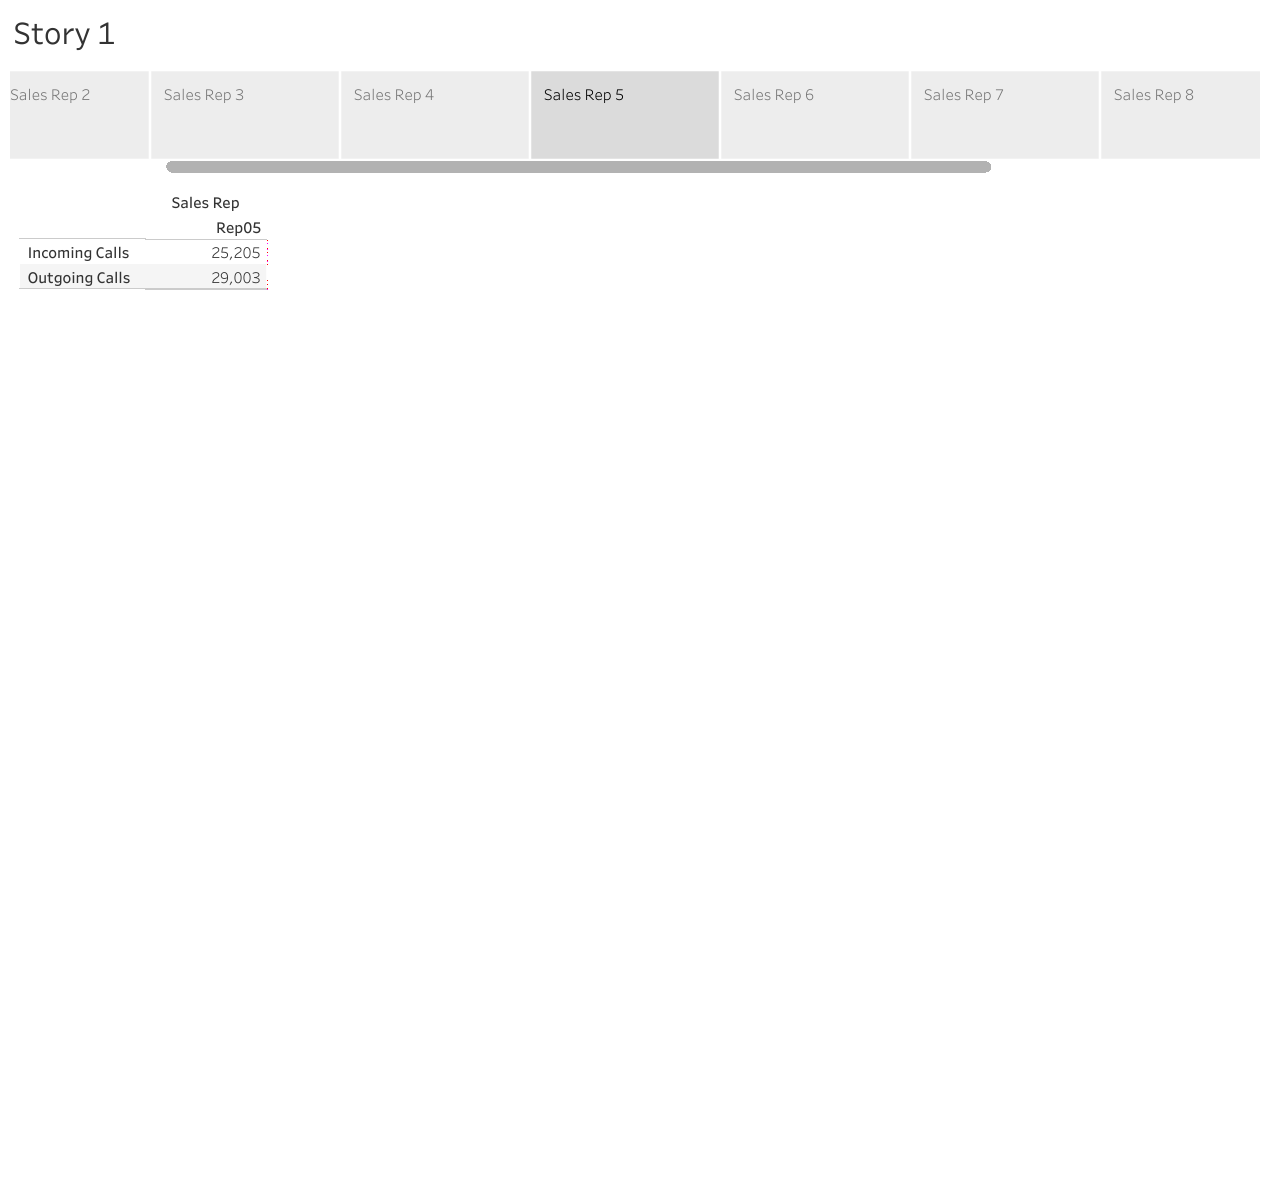 Story 1
Sales Rep 2 Sales Rep 3 Sales Rep 4 Sales Rep 5 Sales Rep 6 Sales Rep 7 Sales Rep 8
Sales Rep
Rep05
Incoming Calls 25,205
Outgoing Calls 29,003